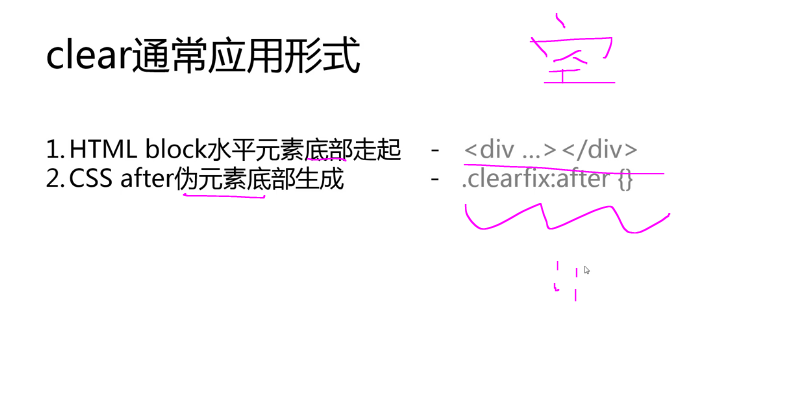 clear通常应用形式
空
1. HTML block水平元素底部走起 - <div ...></div>
2. CSS after伪元素底部生成 - .clearfix:after {}